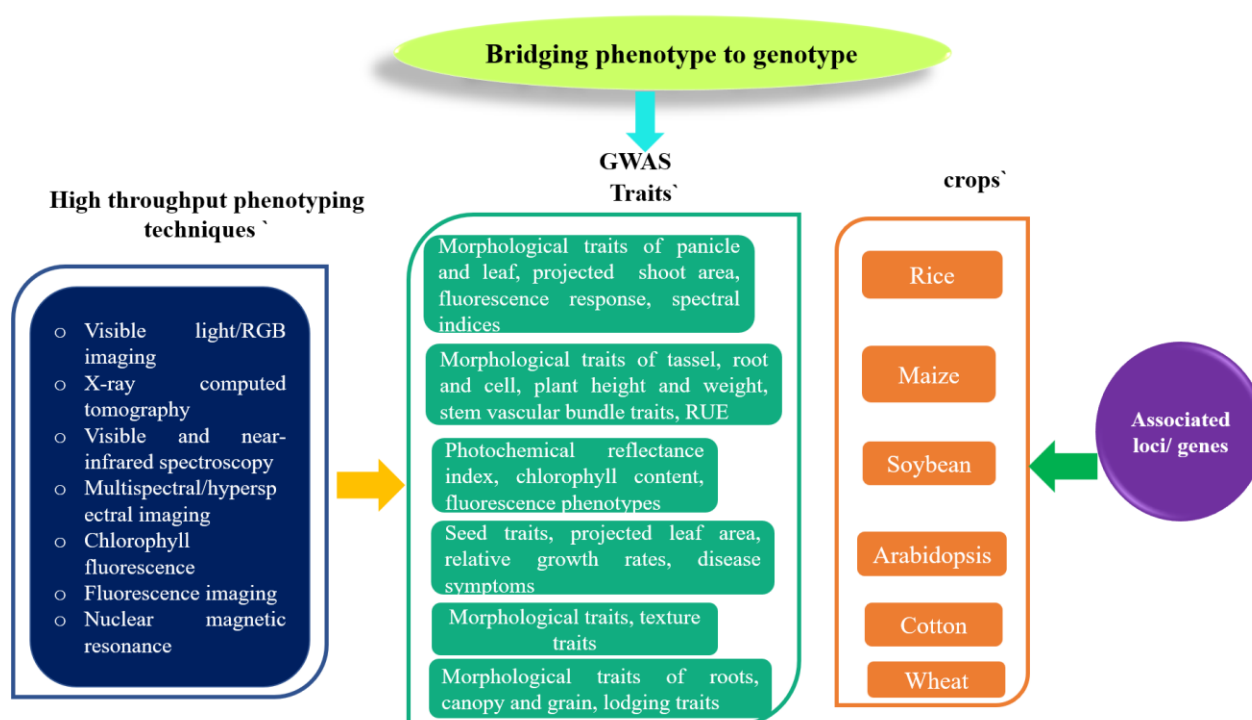 Bridging phenotype to genotype
GWAS
Traits`
crops`
High throughput phenotyping
techniques `
o Visible light/RGB
imaging
o X-ray computed
tomography
o Visible and near-
infrared spectroscopy
o Multispectral/hypersp
ectral imaging
o Chlorophyll
fluorescence
o Fluorescence imaging
o Nuclear magnetic
resonance
Morphological traits of panicle
and leaf, projected shoot area,
fluorescence response, spectral
indices
Morphological traits of tassel, root
and cell, plant height and weight,
stem vascular bundle traits, RUE
Photochemical reflectance
index, chlorophyll content,
fluorescence phenotypes
Seed traits, projected leaf area,
relative growth rates, disease
symptoms
Morphological traits, texture
traits
Morphological traits of roots,
canopy and grain, lodging traits
Rice
Maize
Soybean
Arabidopsis
Cotton
Wheat
Associated
loci/ genes